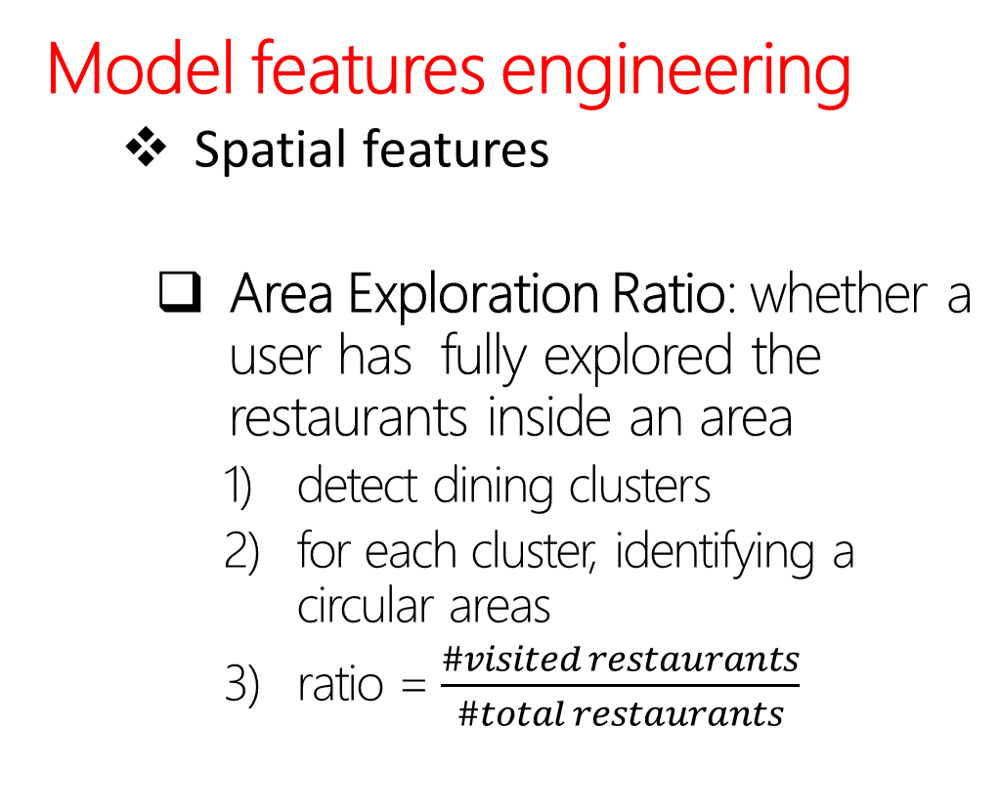 Model features engineering
❖ Spatial features
❑ Area Exploration Ratio: whether a
user has fully explored the
restaurants inside an area
1) detect dining clusters
2) for each cluster, identifying a
circular areas
3) ratio = #visited restaurants
#total restaurants